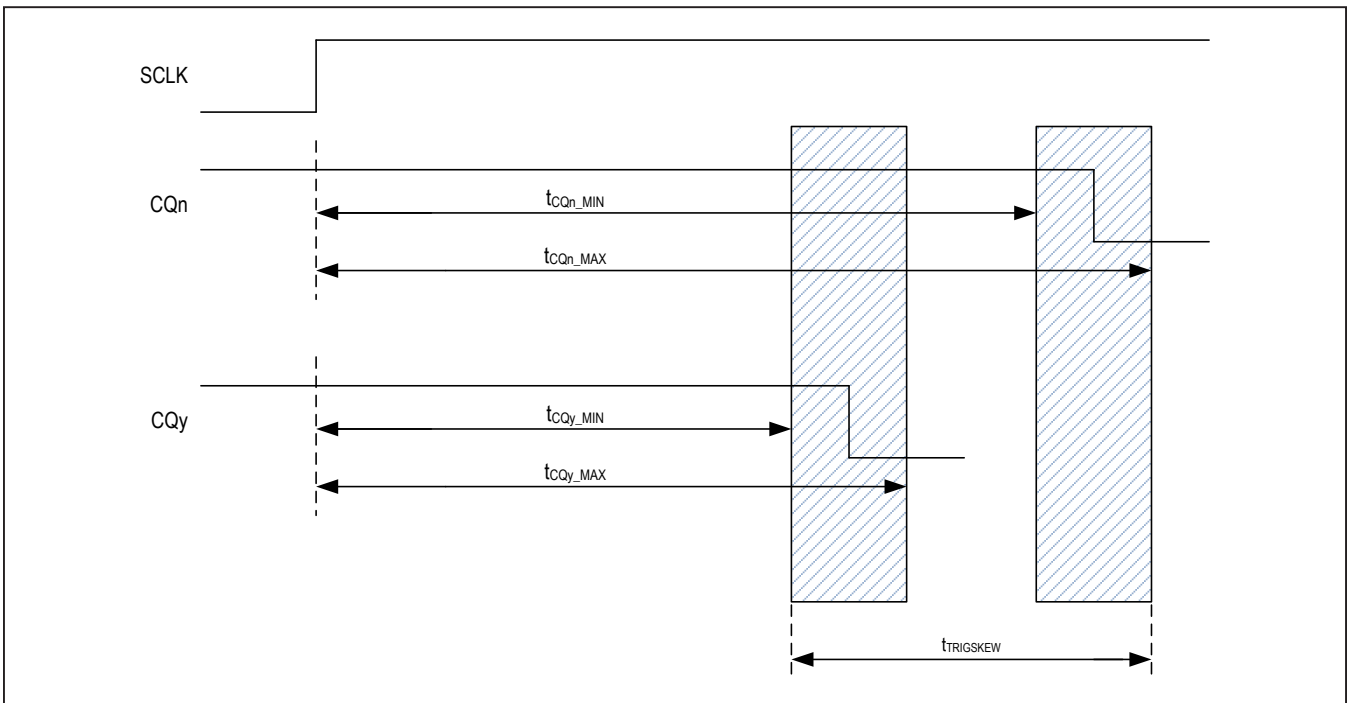 SCLK
CQn
tCQn_MIN
tCQn_MAX
CQy
tCQy_MIN
tCQy_MAX
tTRIGSKEW